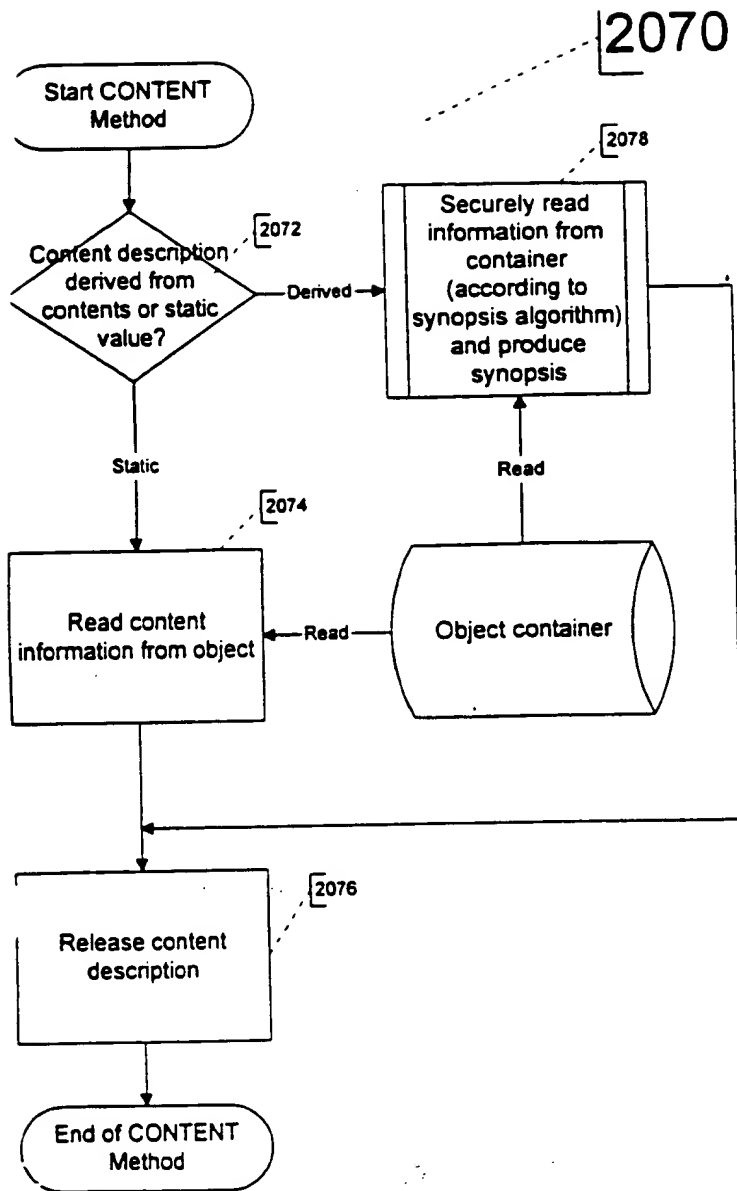 2070
Start CONTENT
Method
2078
2072
Content description
derived from
contents or static
value?
Derived
Securely read
information from
container
(according to
synopsis algorithm)
and produce
synopsis
Static
Read
2074
Read content
information from object
Read
Object container
2076
Release content
description
End of CONTENT
Method